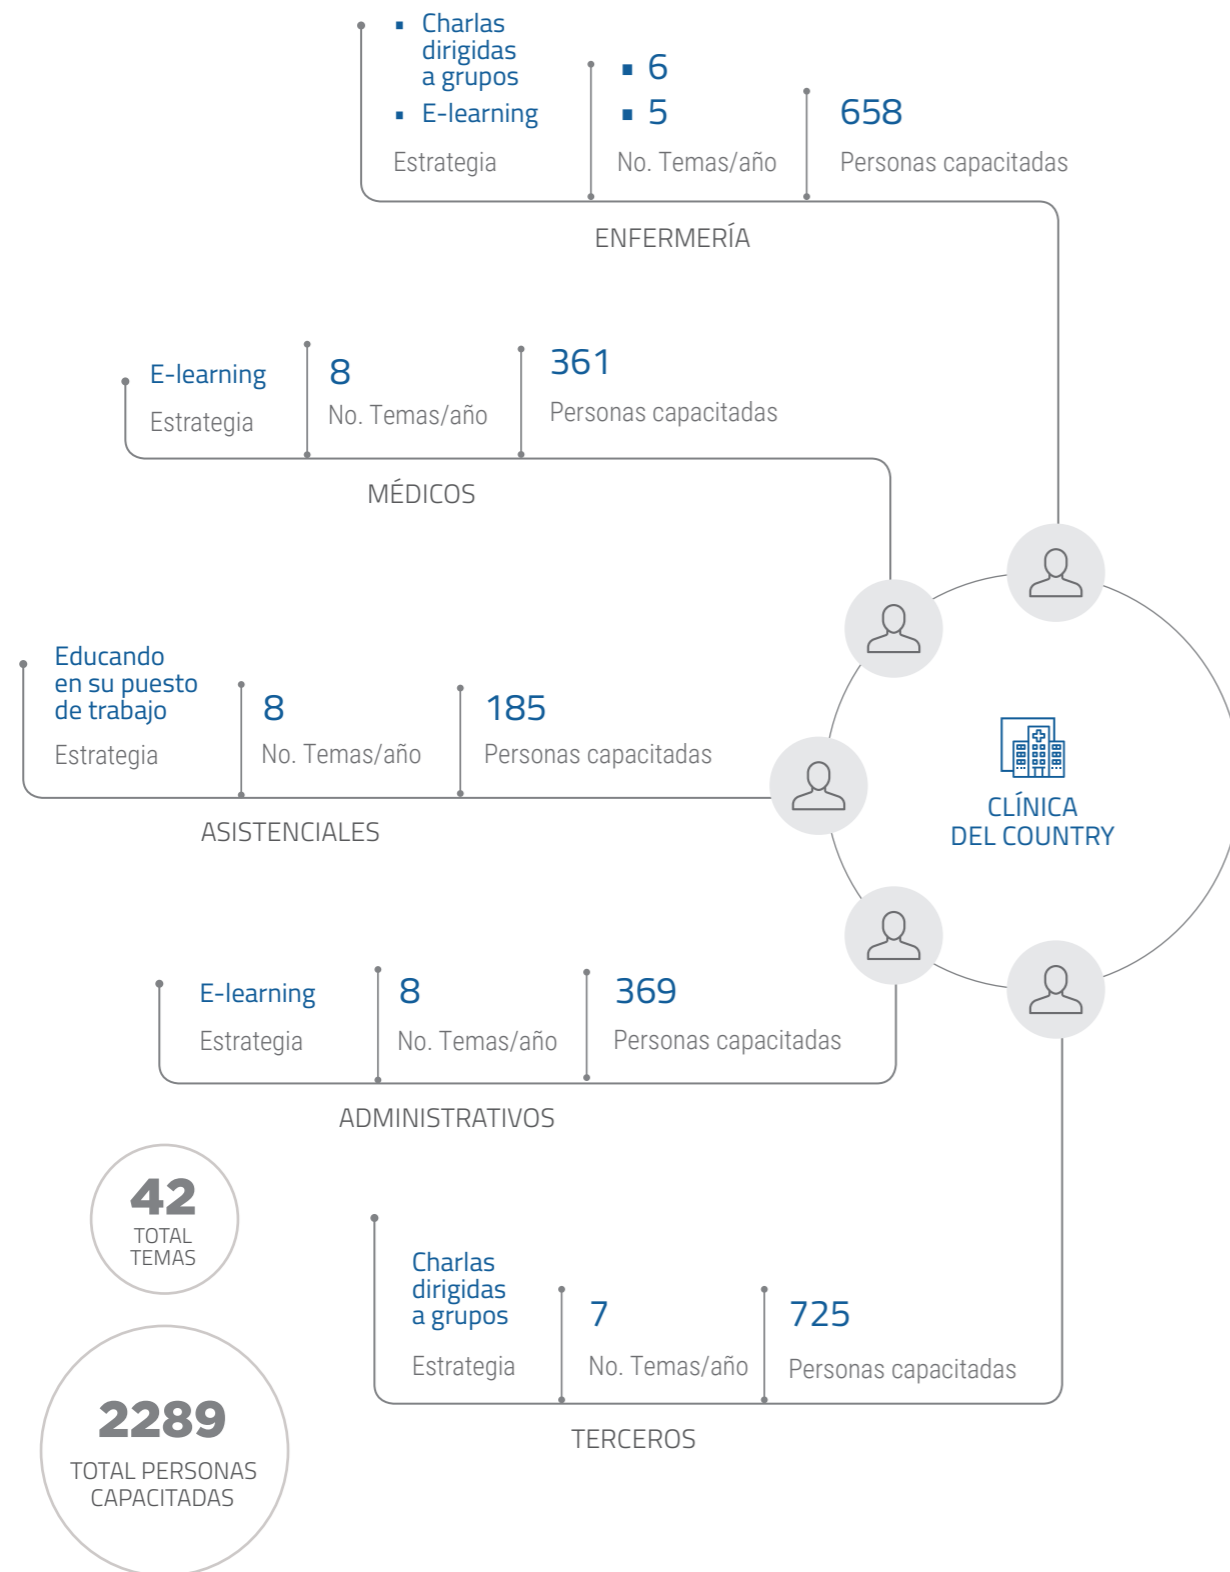 ▪ Charlas
dirigidas
a grupos
▪ E-learning
Estrategia
▪ 6
▪ 5
No. Temas/año
658
Personas capacitadas
ENFERMERÍA
E-learning
Estrategia
8
No. Temas/año
361
Personas capacitadas
MÉDICOS
Educando
en su puesto
de trabajo
Estrategia
8
No. Temas/año
185
Personas capacitadas
ASISTENCIALES
CLÍNICA
DEL COUNTRY
E-learning
Estrategia
8
No. Temas/año
369
Personas capacitadas
ADMINISTRATIVOS
42
TOTAL
TEMAS
Charlas
dirigidas
a grupos
Estrategia
7
No. Temas/año
725
Personas capacitadas
TERCEROS
2289
TOTAL PERSONAS
CAPACITADAS